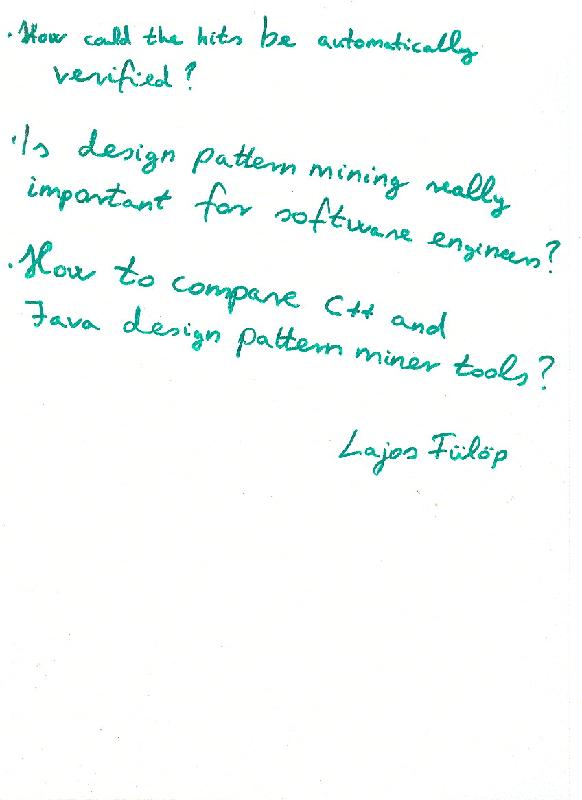 · How could the hits be automatically
verified?
· Is design pattern mining really
important for software engineers?
· How to compare C++ and
Java design pattern miner tools?
Lajos Fülöp